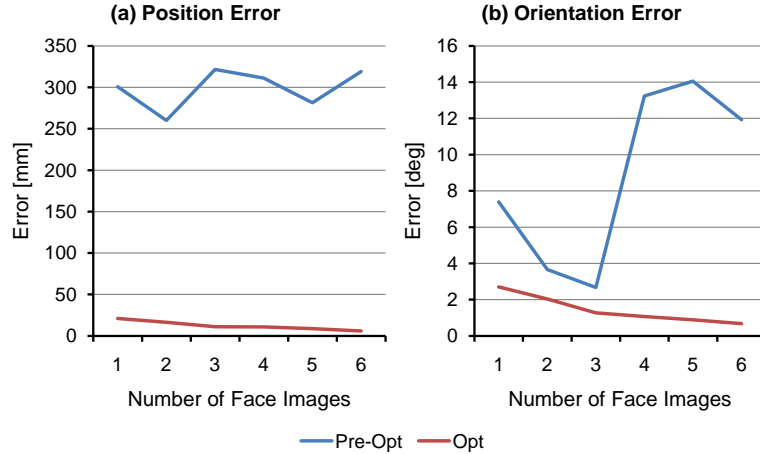 (a) Position Error
350
300
250
200
150
100
50
0
Error [mm]
1 2 3 4 5 6
Number of Face Images
(b) Orientation Error
16
14
12
10
8
6
4
2
0
Error [deg]
1 2 3 4 5 6
Number of Face Images
Pre-Opt Opt